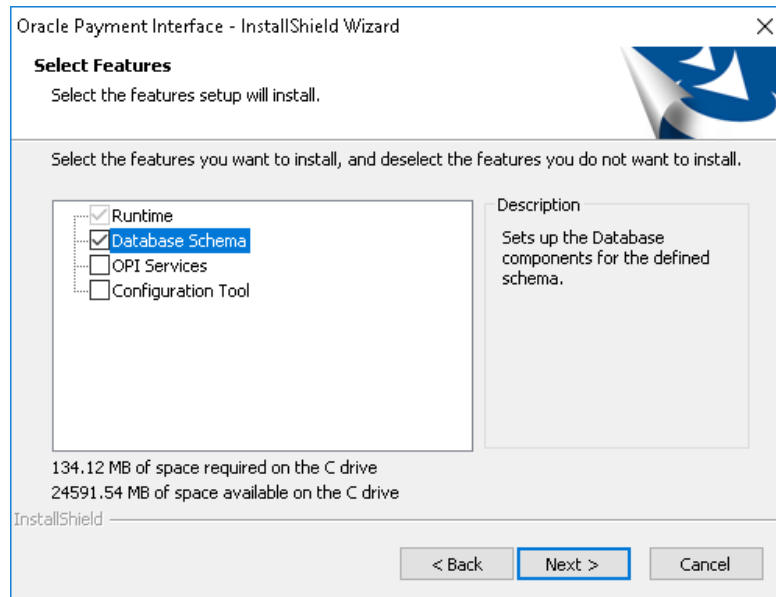 Oracle Payment Interface - InstallShield Wizard
Select Features
Select the features setup will install.
Select the features you want to install, and deselect the features you do not want to install.
Runtime
Database Schema
OPI Services
Configuration Tool
Description
Sets up the Database
components for the defined
schema.
134.12 MB of space required on the C drive
24591.54 MB of space available on the C drive
InstallShield
< Back
Next >
Cancel